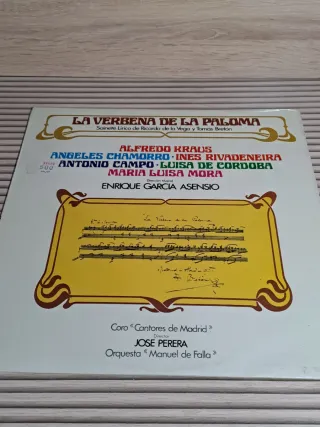 LA VERBENA DE LA PALOMA
Sainete Lírico de Ricardo de la Vega y Tomás Bretón
ALFREDO KRAUS
ANGELES CHAMORRO · INES RIVADENEIRA
ANTONIO CAMPO · LUISA DE CORDOBA
MARIA LUISA MORA
ENRIQUE GARCIA ASENSIO
Coro "Cantores de Madrid"
Director
JOSE PERERA
Orquesta "Manuel de Falla"